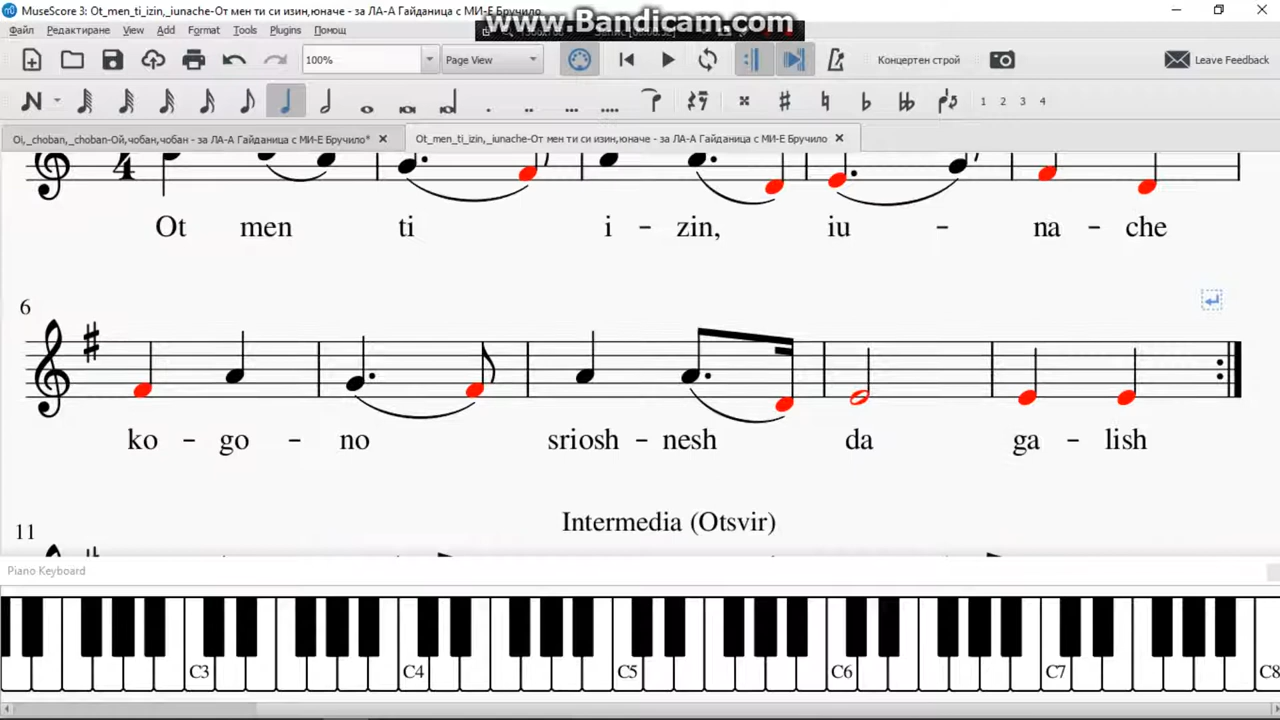 MuseScore 3: Ot_men_ti_izin,_iunache-От мен ти си изин,юначе - за ЛА-А Гайданица с МИ-Е Бручило
www.Bandicam.com
Файл Редактиране View Add Format Tools Plugins Помощ
100% Page View Концертен строй Leave Feedback
1 2 3 4
Oi,_choban,_choban-Ой,чобан,чобан - за ЛА-А Гайданица с МИ-Е Бручило* Ot_men_ti_izin,_iunache-От мен ти си изин,юначе - за ЛА-А Гайданица с МИ-Е Бручило
4
Ot men ti i - zin, iu - na - che
6
ko - go - no sriosh - nesh da ga - lish
Intermedia (Otsvir)
11
Piano Keyboard
C3 C4 C5 C6 C7 C8